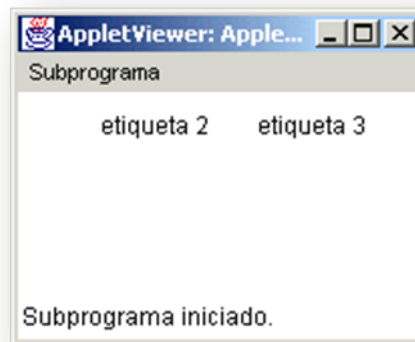 AppletViewer: Apple...
Subprograma
etiqueta 2 etiqueta 3
Subprograma iniciado.